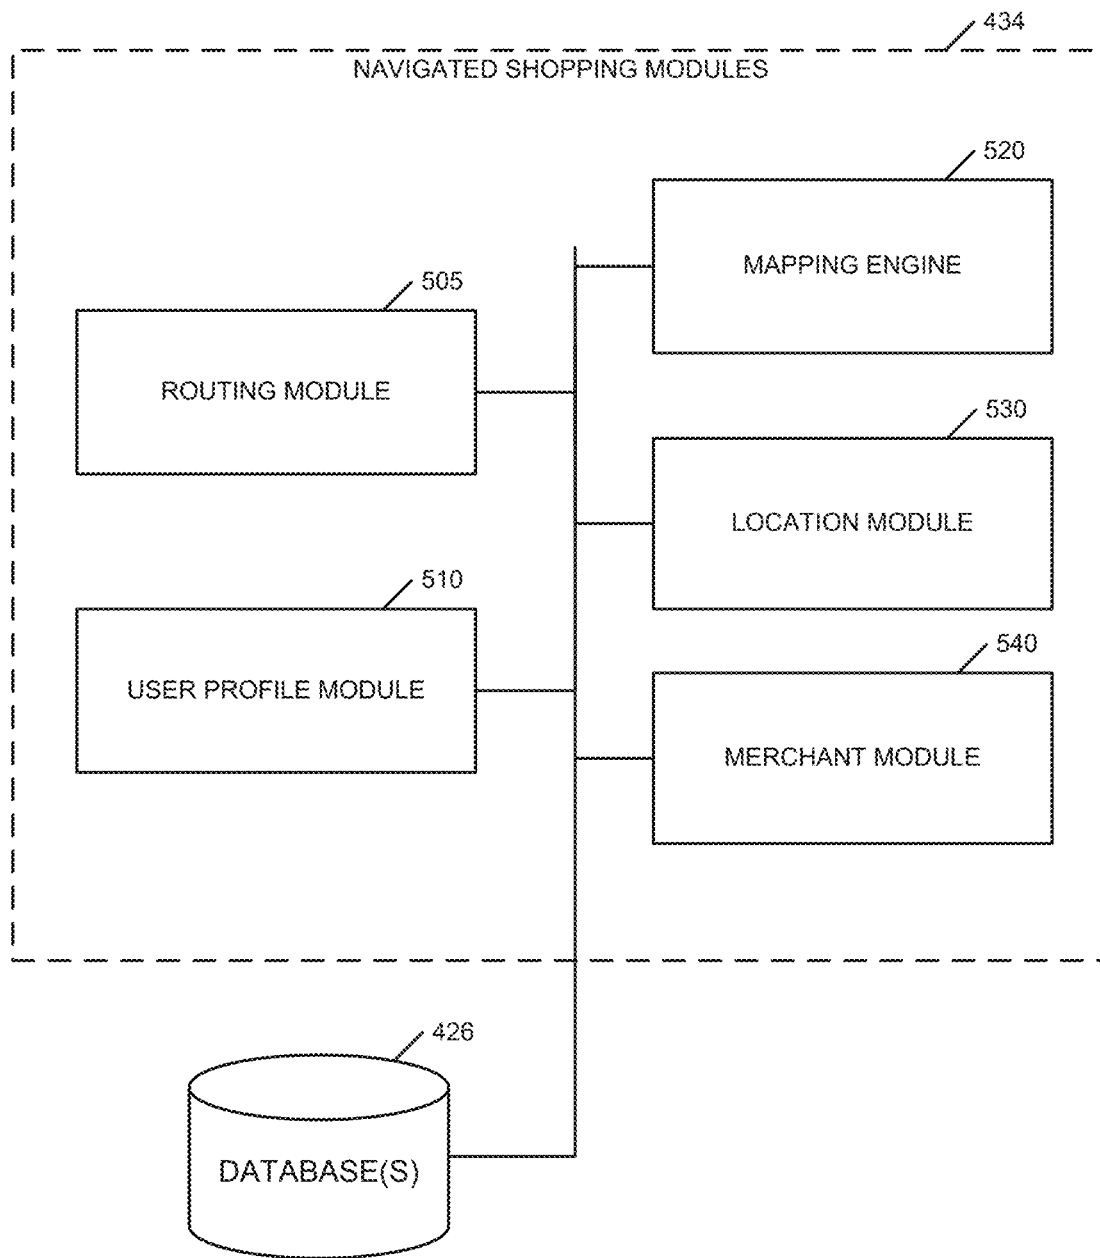 434
NAVIGATED SHOPPING MODULES
520
MAPPING ENGINE
505
ROUTING MODULE
530
LOCATION MODULE
510
USER PROFILE MODULE
540
MERCHANT MODULE
426
DATABASE(S)